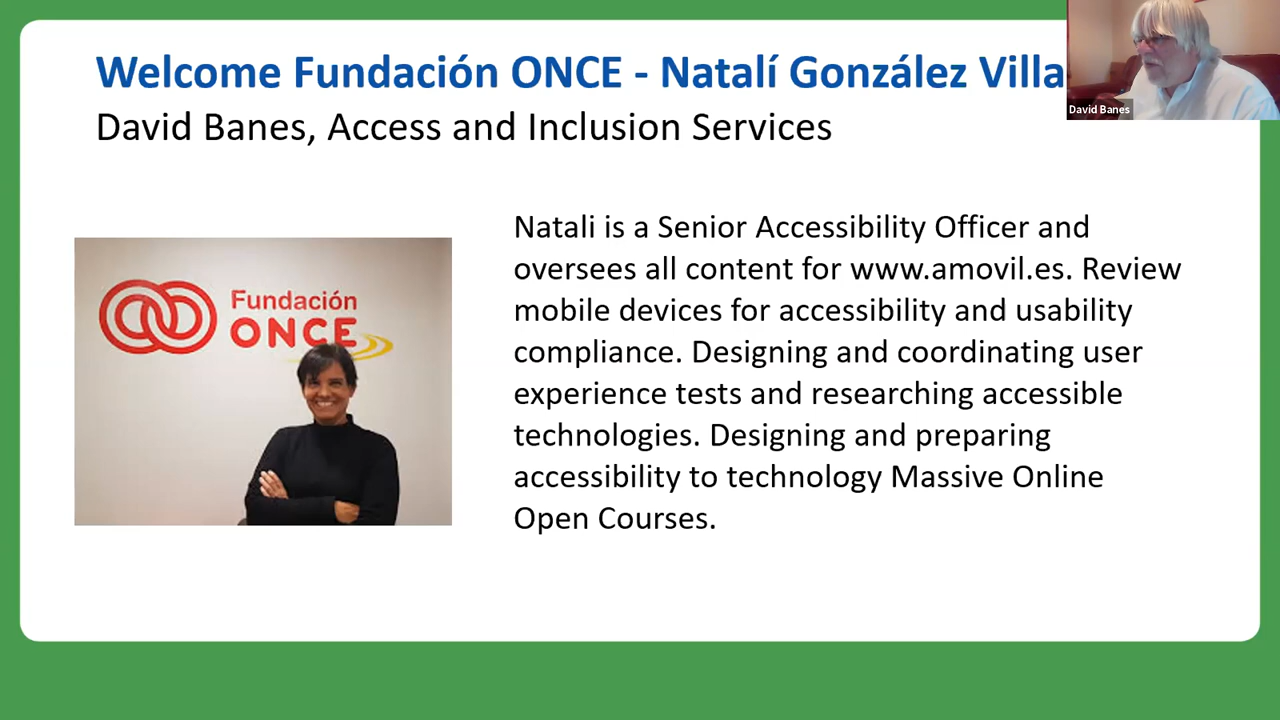 Welcome Fundación ONCE - Natalí González Villa
David Banes, Access and Inclusion Services
David Banes
Fundación
ONCE
Natali is a Senior Accessibility Officer and
oversees all content for www.amovil.es. Review
mobile devices for accessibility and usability
compliance. Designing and coordinating user
experience tests and researching accessible
technologies. Designing and preparing
accessibility to technology Massive Online
Open Courses.